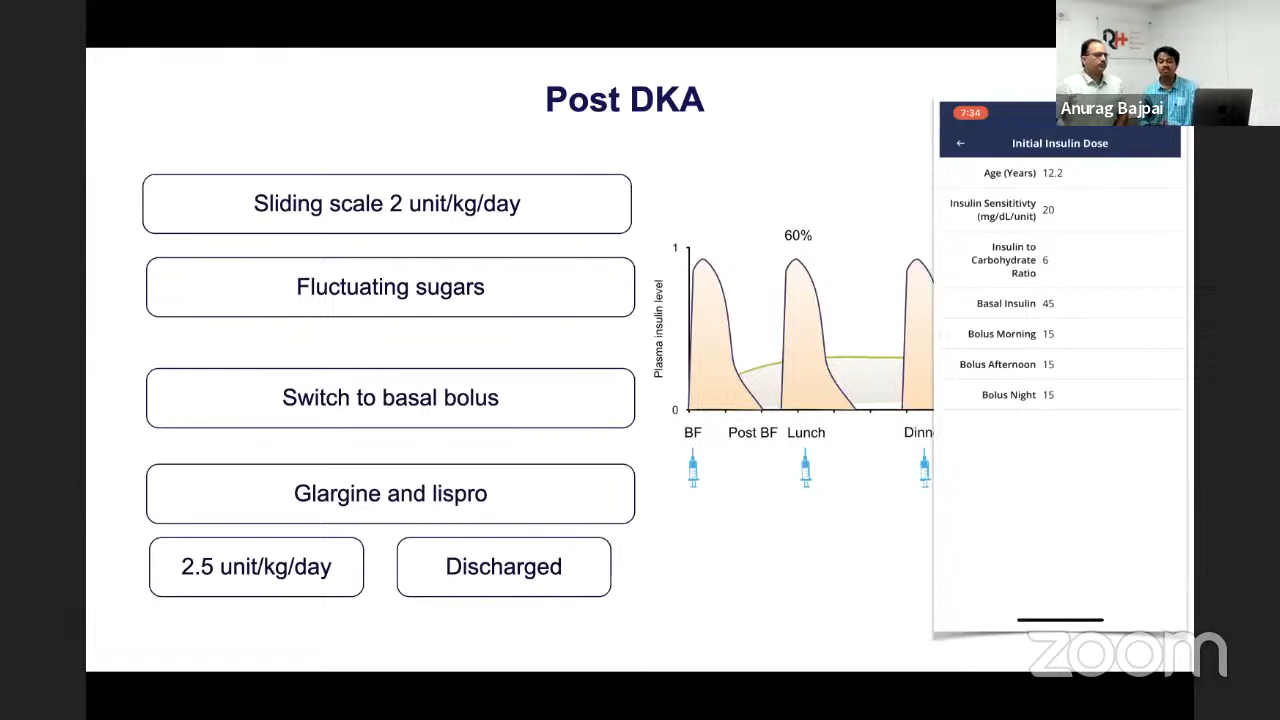 Post DKA
Sliding scale 2 unit/kg/day
Fluctuating sugars
Switch to basal bolus
Glargine and lispro
2.5 unit/kg/day
Discharged
60%
1
Plasma insulin level
0
BF
Post BF
Lunch
Dinn
7:34
Initial Insulin Dose
Age (Years) 12.2
Insulin Sensititivty
(mg/dL/unit) 20
Insulin to
Carbohydrate 6
Ratio
Basal Insulin 45
Bolus Morning 15
Bolus Afternoon 15
Bolus Night 15
Anurag Bajpai
zoom